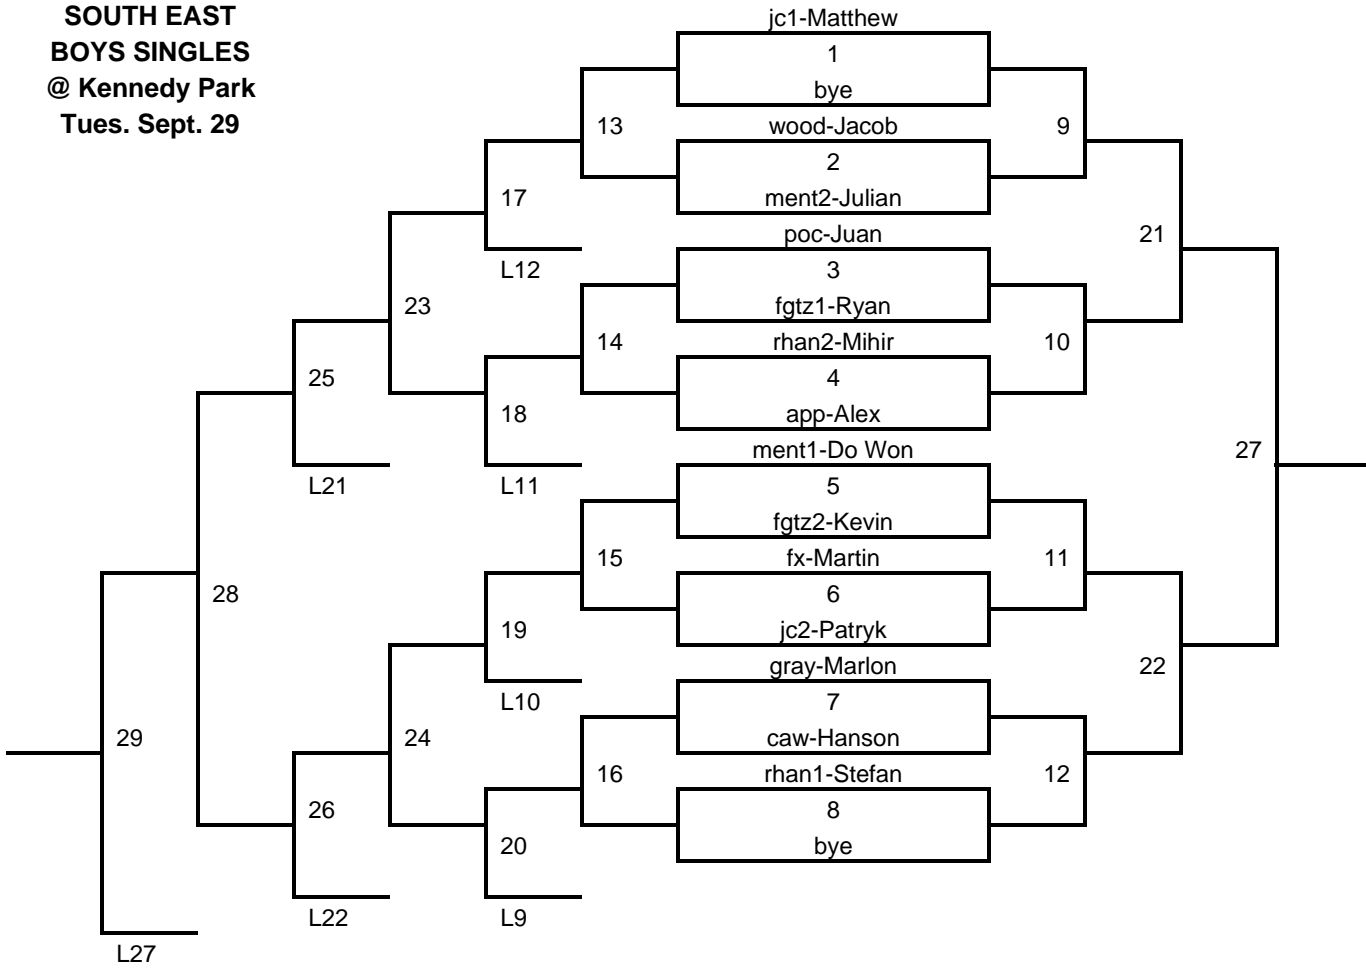 SOUTH EAST
BOYS SINGLES
@ Kennedy Park
Tues. Sept. 29
jc1-Matthew
1
bye
13
wood-Jacob
9
2
17
ment2-Julian
poc-Juan
21
L12
3
23
fgtz1-Ryan
14
rhan2-Mihir
10
25
4
18
app-Alex
ment1-Do Won
27
L21
L11
5
fgtz2-Kevin
15
fx-Martin
11
28
6
19
jc2-Patryk
gray-Marlon
22
L10
7
29
24
caw-Hanson
16
rhan1-Stefan
12
26
8
20
bye
L22
L9
L27